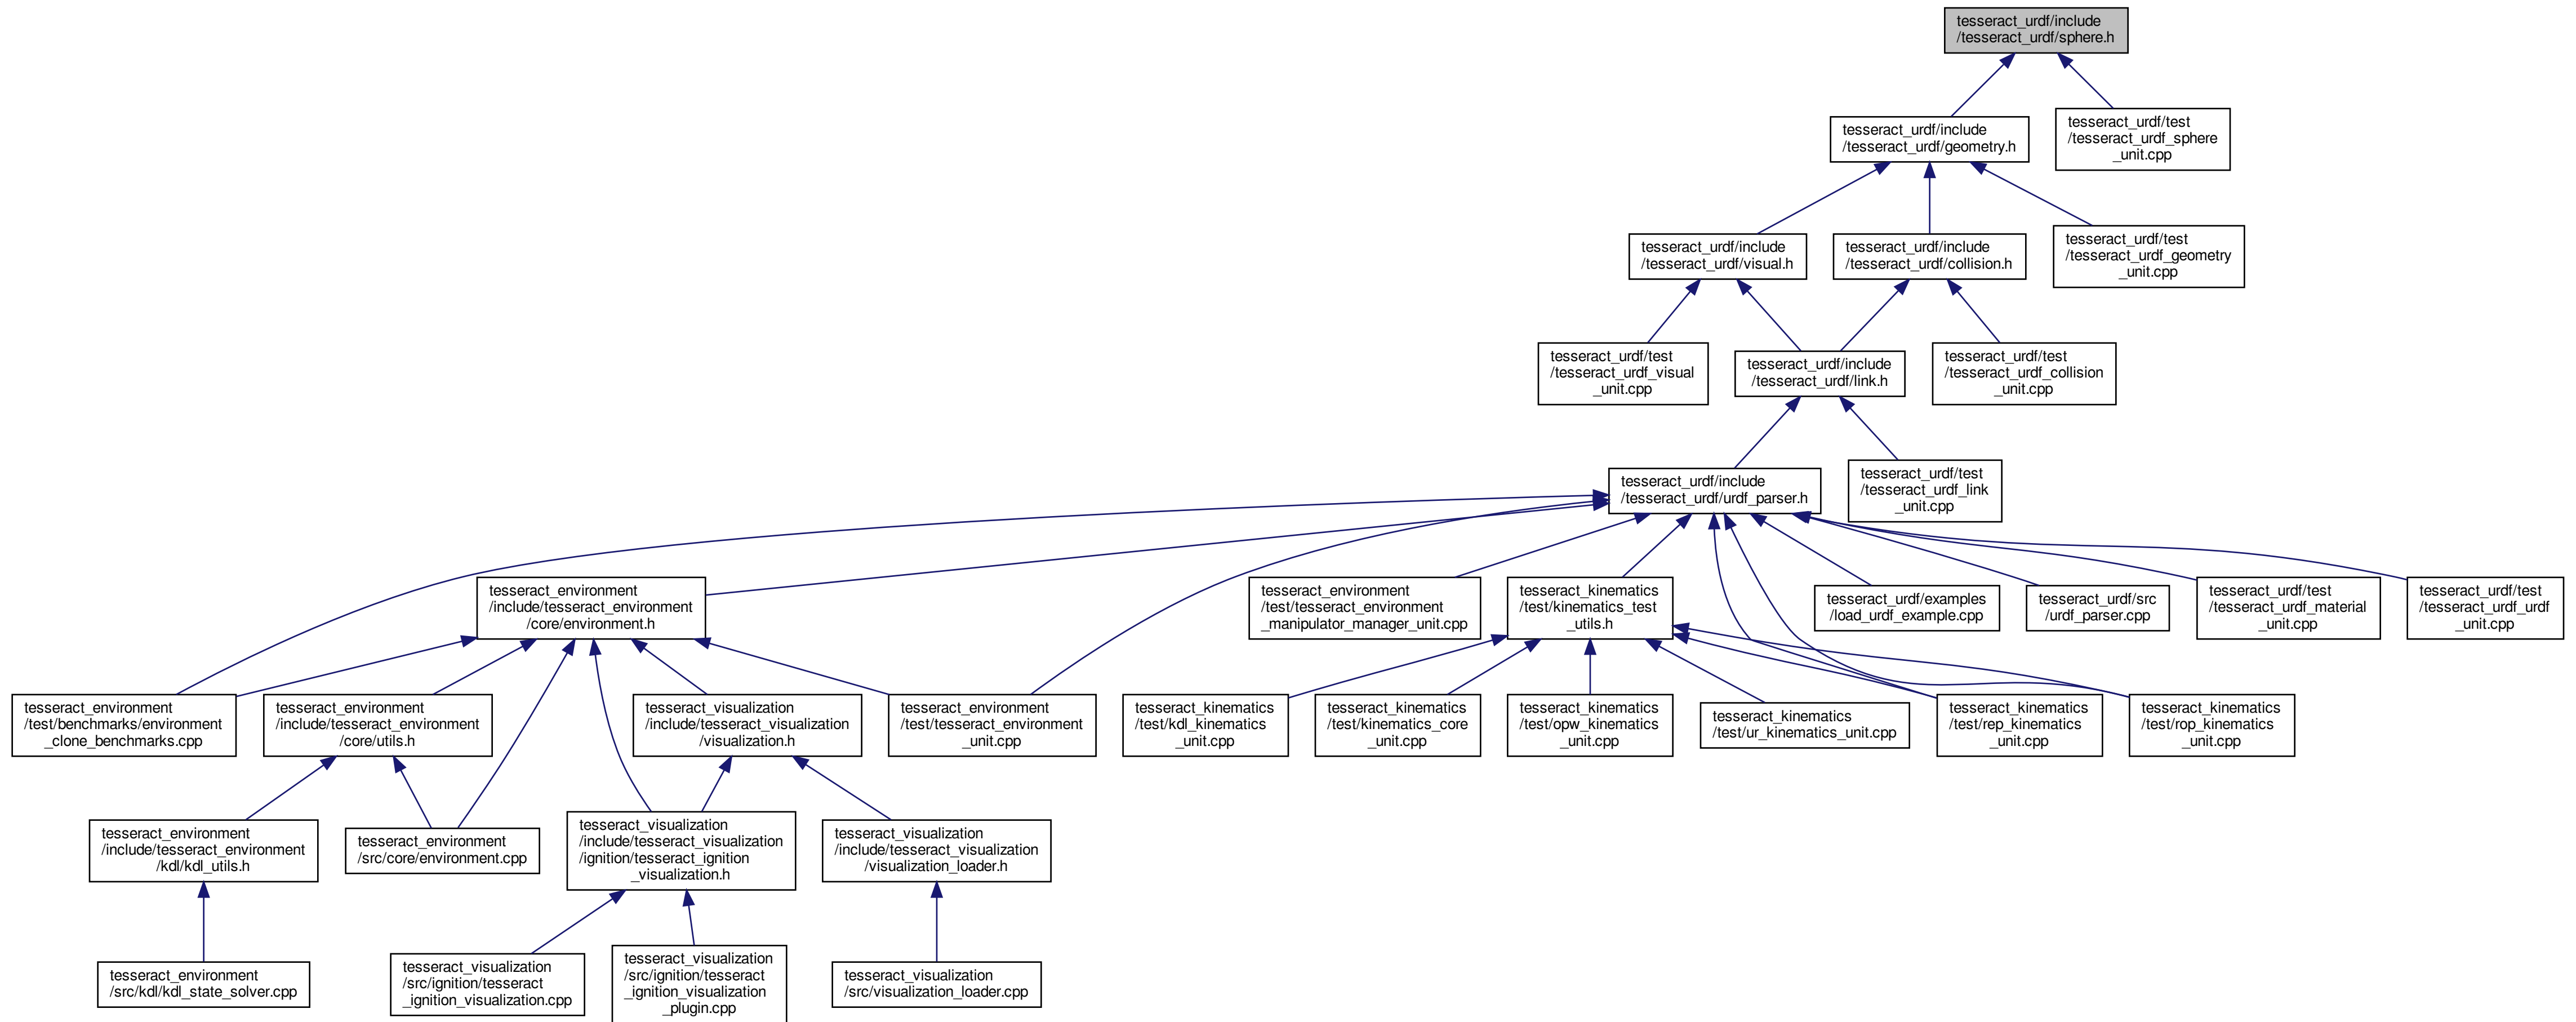 tesseract_urdf/include
/tesseract_urdf/sphere.h
tesseract_urdf/include
/tesseract_urdf/geometry.h
tesseract_urdf/test
/tesseract_urdf_sphere
_unit.cpp
tesseract_urdf/include
/tesseract_urdf/visual.h
tesseract_urdf/include
/tesseract_urdf/collision.h
tesseract_urdf/test
/tesseract_urdf_geometry
_unit.cpp
tesseract_urdf/test
/tesseract_urdf_visual
_unit.cpp
tesseract_urdf/include
/tesseract_urdf/link.h
tesseract_urdf/test
/tesseract_urdf_collision
_unit.cpp
tesseract_urdf/include
/tesseract_urdf/urdf_parser.h
tesseract_urdf/test
/tesseract_urdf_link
_unit.cpp
tesseract_environment
/include/tesseract_environment
/core/environment.h
tesseract_environment
/test/tesseract_environment
_manipulator_manager_unit.cpp
tesseract_kinematics
/test/kinematics_test
_utils.h
tesseract_urdf/examples
/load_urdf_example.cpp
tesseract_urdf/src
/urdf_parser.cpp
tesseract_urdf/test
/tesseract_urdf_material
_unit.cpp
tesseract_urdf/test
/tesseract_urdf_urdf
_unit.cpp
tesseract_environment
/test/benchmarks/environment
_clone_benchmarks.cpp
tesseract_environment
/include/tesseract_environment
/core/utils.h
tesseract_visualization
/include/tesseract_visualization
/visualization.h
tesseract_environment
/test/tesseract_environment
_unit.cpp
tesseract_kinematics
/test/kdl_kinematics
_unit.cpp
tesseract_kinematics
/test/kinematics_core
_unit.cpp
tesseract_kinematics
/test/opw_kinematics
_unit.cpp
tesseract_kinematics
/test/ur_kinematics_unit.cpp
tesseract_kinematics
/test/rep_kinematics
_unit.cpp
tesseract_kinematics
/test/rop_kinematics
_unit.cpp
tesseract_environment
/include/tesseract_environment
/kdl/kdl_utils.h
tesseract_environment
/src/core/environment.cpp
tesseract_visualization
/include/tesseract_visualization
/ignition/tesseract_ignition
_visualization.h
tesseract_visualization
/include/tesseract_visualization
/visualization_loader.h
tesseract_environment
/src/kdl/kdl_state_solver.cpp
tesseract_visualization
/src/ignition/tesseract
_ignition_visualization.cpp
tesseract_visualization
/src/ignition/tesseract
_ignition_visualization
_plugin.cpp
tesseract_visualization
/src/visualization_loader.cpp